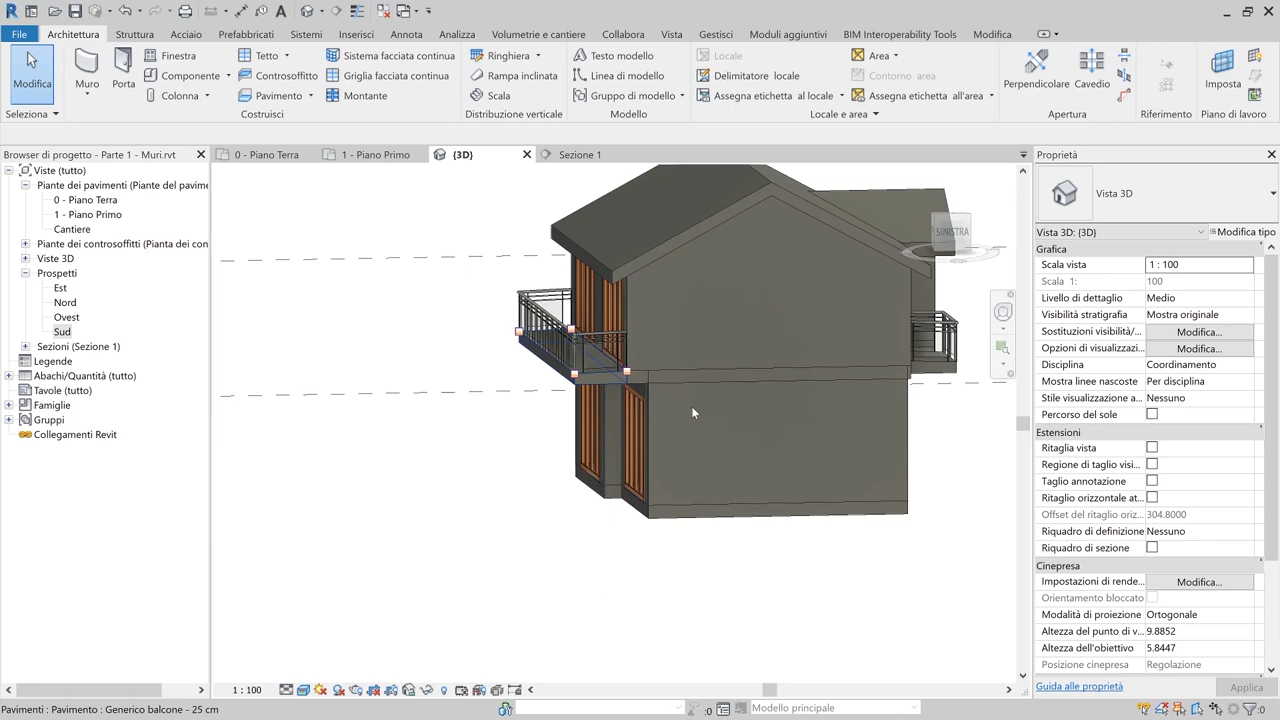 File
Architettura
Struttura
Acciaio
Prefabbricati
Sistemi
Inserisci
Annota
Analizza
Volumetrie e cantiere
Collabora
Vista
Gestisci
Moduli aggiuntivi
BIM Interoperability Tools
Modifica
Modifica
Muro
Porta
Finestra
Componente
Colonna
Tetto
Controsoffitto
Pavimento
Sistema facciata continua
Griglia facciata continua
Montante
Ringhiera
Rampa inclinata
Scala
Testo modello
Linea di modello
Gruppo di modello
Locale
Delimitatore locale
Assegna etichetta al locale
Area
Contorno area
Assegna etichetta all'area
Perpendicolare
Cavedio
Imposta
Seleziona
Costruisci
Distribuzione verticale
Modello
Locale e area
Apertura
Riferimento
Piano di lavoro
Browser di progetto - Parte 1 - Muri.rvt
0 - Piano Terra
1 - Piano Primo
{3D}
Sezione 1
Proprietà
Viste (tutto)
Piante dei pavimenti (Piante del pavime
0 - Piano Terra
1 - Piano Primo
Cantiere
Piante dei controsoffitti (Pianta dei con
Viste 3D
Prospetti
Est
Nord
Ovest
Sud
Sezioni (Sezione 1)
Legende
Abachi/Quantità (tutto)
Tavole (tutto)
Famiglie
Gruppi
Collegamenti Revit
SINISTRA
Vista 3D
Vista 3D: {3D}
Modifica tipo
Grafica
Scala vista
1 : 100
Scala 1:
100
Livello di dettaglio
Medio
Visibilità stratigrafia
Mostra originale
Sostituzioni visibilità/...
Modifica...
Opzioni di visualizzazi...
Modifica...
Disciplina
Coordinamento
Mostra linee nascoste
Per disciplina
Stile visualizzazione a...
Nessuno
Percorso del sole
Estensioni
Ritaglia vista
Regione di taglio visi...
Taglio annotazione
Ritaglio orizzontale at...
Offset del ritaglio oriz...
304.8000
Riquadro di definizione
Nessuno
Riquadro di sezione
Cinepresa
Impostazioni di rende...
Modifica...
Orientamento bloccato
Modalità di proiezione
Ortogonale
Altezza del punto di v...
9.8852
Altezza dell'obiettivo
5.8447
Posizione cinepresa
Regolazione
Guida alle proprietà
Applica
1 : 100
Pavimenti : Pavimento : Generico balcone - 25 cm
:0
Modello principale
:0